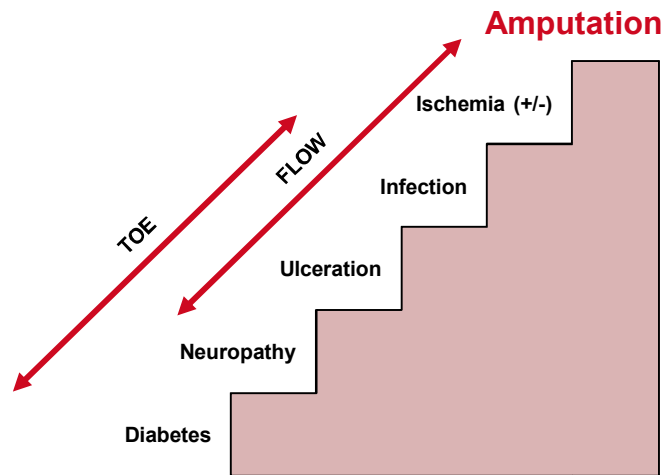 Amputation
Ischemia (+/-)
FLOW
TOE
Infection
Ulceration
Neuropathy
Diabetes